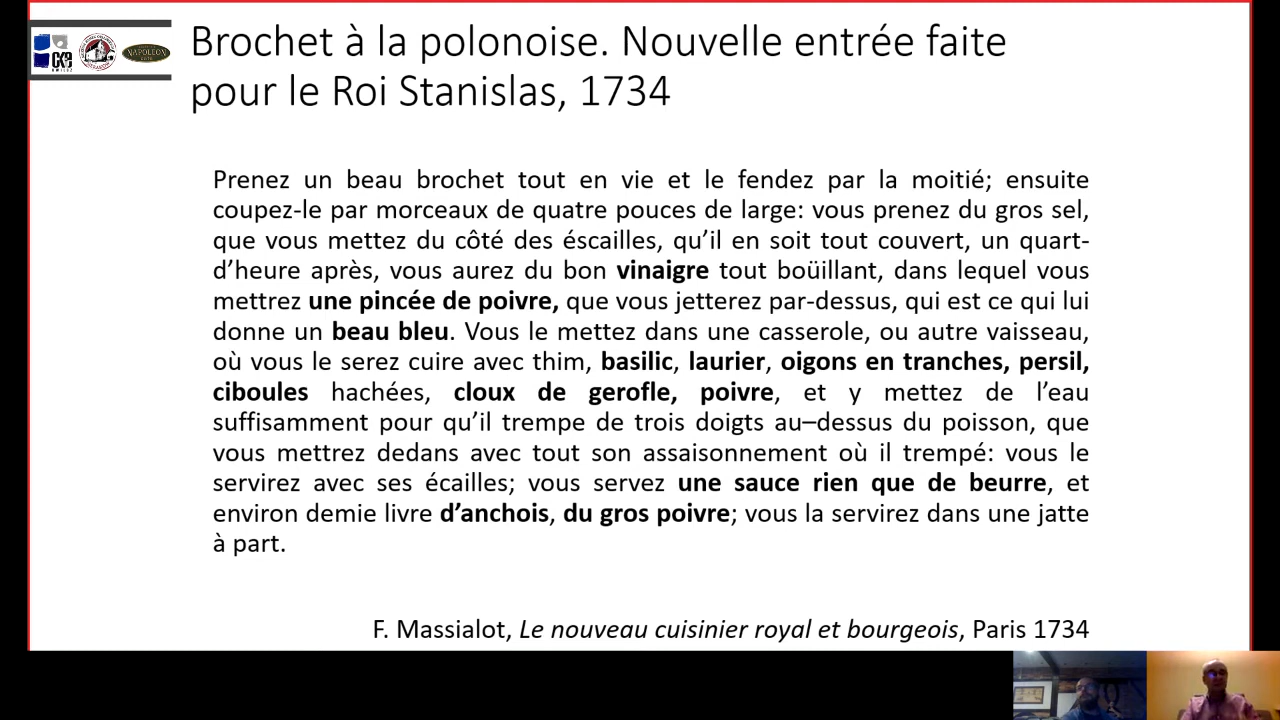 Brochet à la polonoise. Nouvelle entrée faite
pour le Roi Stanislas, 1734
Prenez un beau brochet tout en vie et le fendez par la moitié; ensuite
coupez-le par morceaux de quatre pouces de large: vous prenez du gros sel,
que vous mettez du côté des éscailles, qu’il en soit tout couvert, un quart-
d’heure après, vous aurez du bon vinaigre tout boüillant, dans lequel vous
mettrez une pincée de poivre, que vous jetterez par-dessus, qui est ce qui lui
donne un beau bleu. Vous le mettez dans une casserole, ou autre vaisseau,
où vous le serez cuire avec thim, basilic, laurier, oigons en tranches, persil,
ciboules hachées, cloux de gerofle, poivre, et y mettez de l’eau
suffisamment pour qu’il trempe de trois doigts au–dessus du poisson, que
vous mettrez dedans avec tout son assaisonnement où il trempé: vous le
servirez avec ses écailles; vous servez une sauce rien que de beurre, et
environ demie livre d’anchois, du gros poivre; vous la servirez dans une jatte
à part.
F. Massialot, Le nouveau cuisinier royal et bourgeois, Paris 1734
NAPOLEON